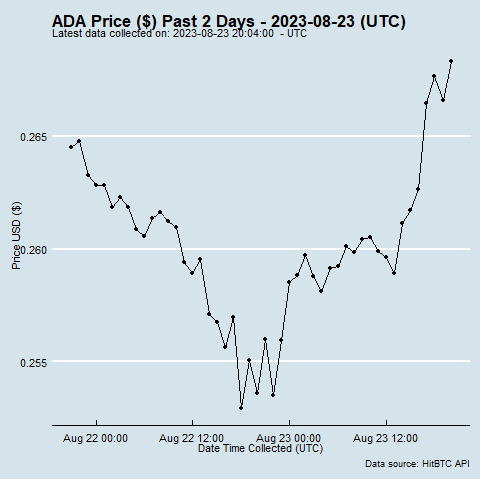 ADA Price ($) Past 2 Days - 2023-08-23 (UTC)
Latest data collected on: 2023-08-23 20:04:00  - UTC
Price USD ($)
0.265
0.260
0.255
Aug 22 00:00 Aug 22 12:00 Aug 23 00:00 Aug 23 12:00
Date Time Collected (UTC)
Data source: HitBTC API